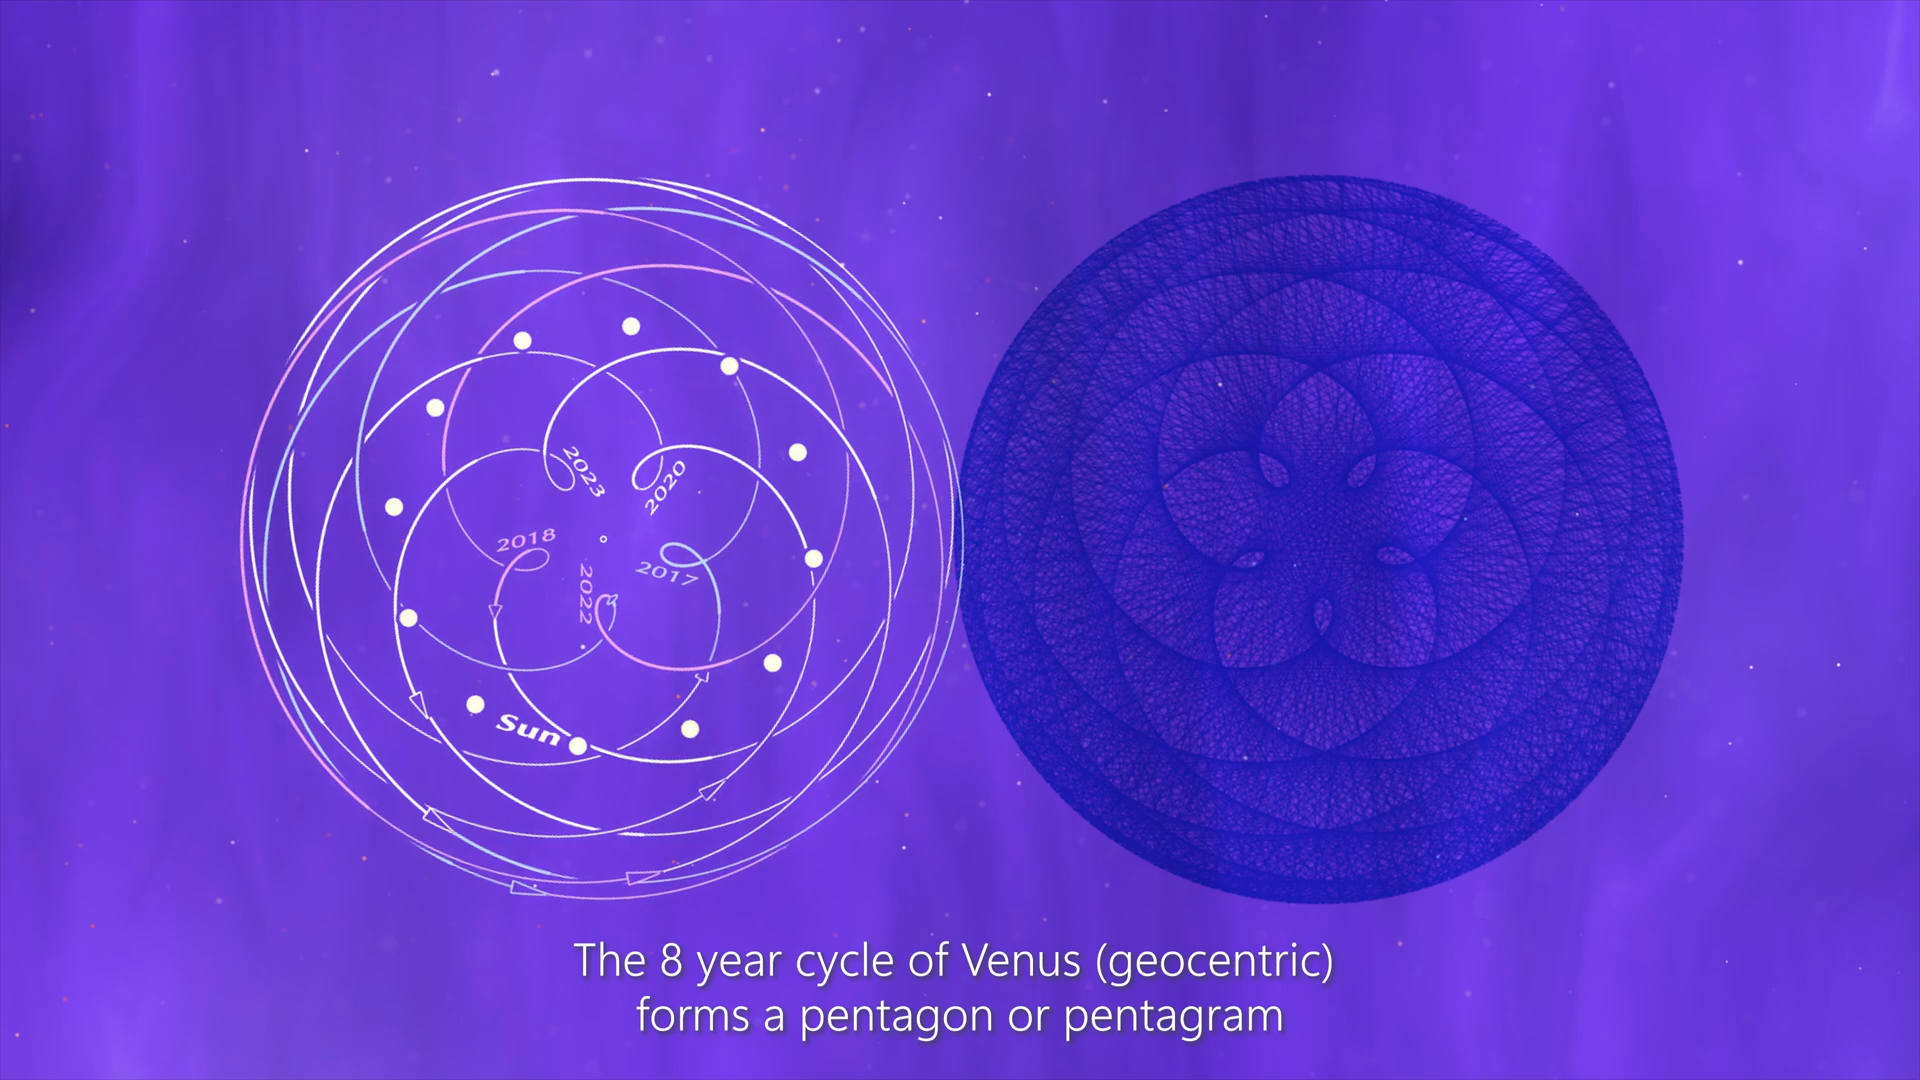 2023
2020
2018
2017
2022
Sun
The 8 year cycle of Venus (geocentric)
forms a pentagon or pentagram